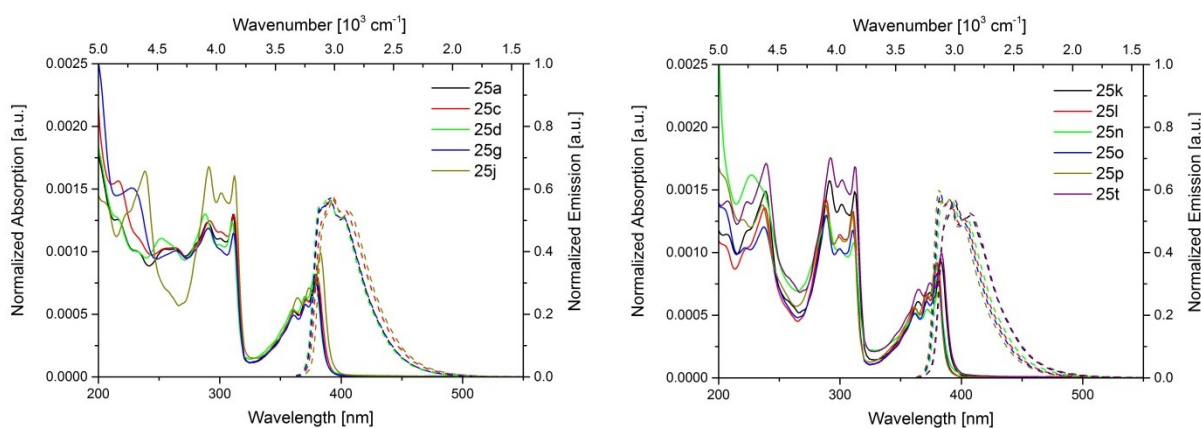 Wavenumber [10³ cm⁻¹]
5.0 4.5 4.0 3.5 3.0 2.5 2.0 1.5
0.0025
0.0020
0.0015
0.0010
0.0005
0.0000
Normalized Absorption [a.u.]
25a
25c
25d
25g
25j
1.0
0.8
0.6
0.4
0.2
0.0
Normalized Emission [a.u.]
200 300 400 500
Wavelength [nm]
Wavenumber [10³ cm⁻¹]
5.0 4.5 4.0 3.5 3.0 2.5 2.0 1.5
0.0025
0.0020
0.0015
0.0010
0.0005
0.0000
Normalized Absorption [a.u.]
25k
25l
25n
25o
25p
25t
1.0
0.8
0.6
0.4
0.2
0.0
Normalized Emission [a.u.]
200 300 400 500
Wavelength [nm]